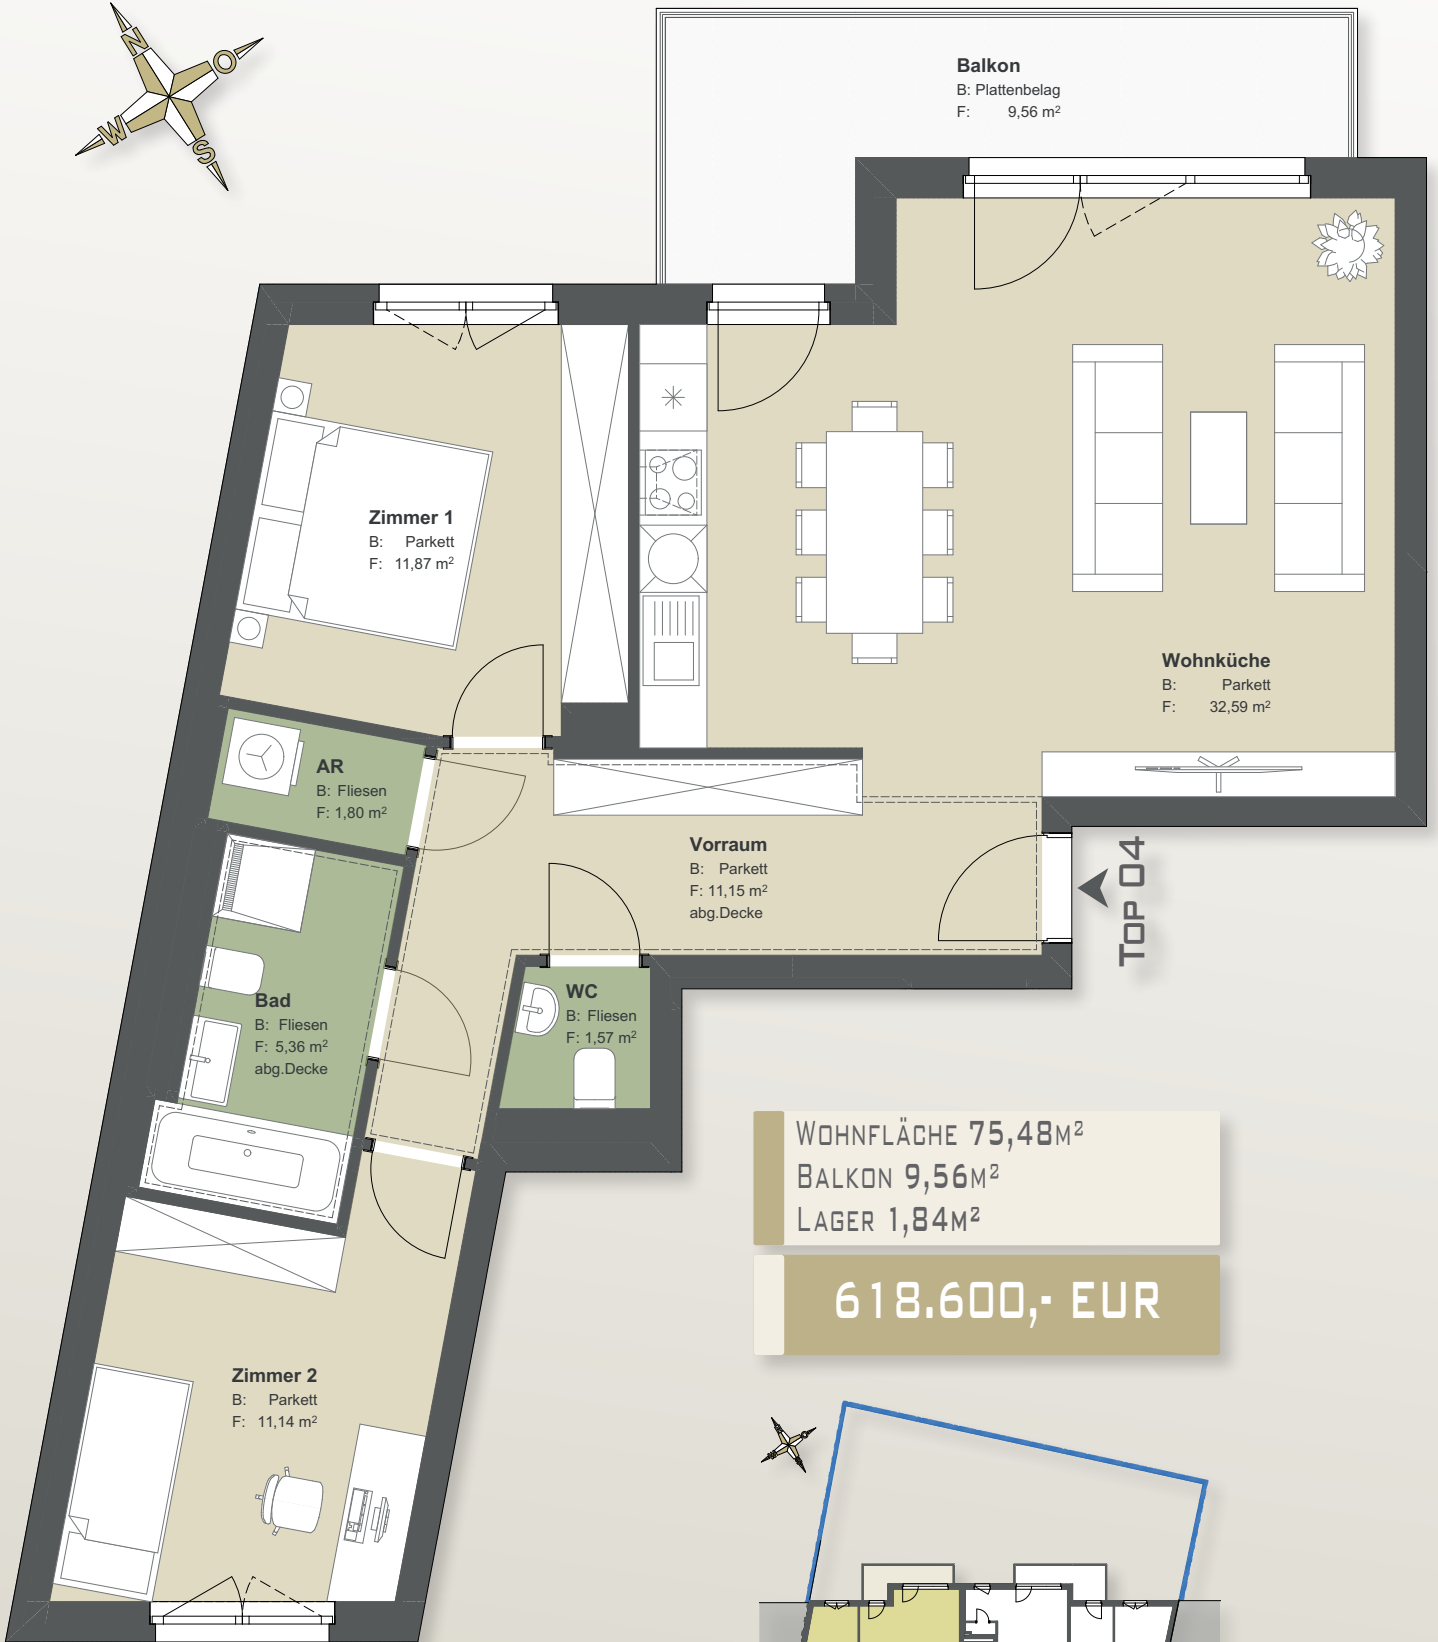 N
O
W
S
Balkon
B: Plattenbelag
F: 9,56 m²
Zimmer 1
B: Parkett
F: 11,87 m²
Wohnküche
B: Parkett
F: 32,59 m²
AR
B: Fliesen
F: 1,80 m²
Vorraum
B: Parkett
F: 11,15 m²
abg.Decke
TOP 04
Bad
B: Fliesen
F: 5,36 m²
abg.Decke
WC
B: Fliesen
F: 1,57 m²
WOHNFLÄCHE 75,48M²
BALKON 9,56M²
LAGER 1,84M²
618.600,- EUR
Zimmer 2
B: Parkett
F: 11,14 m²